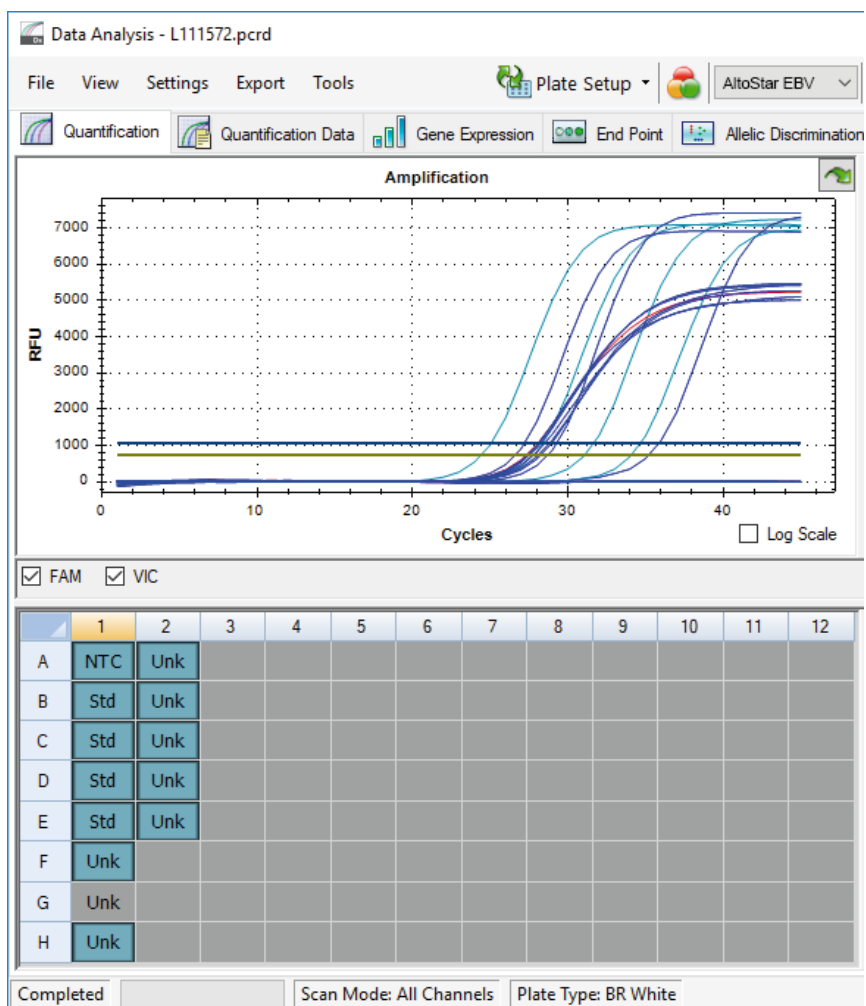 Data Analysis - L111572.pcrd
File View Settings Export Tools Plate Setup AltoStar EBV
Quantification Quantification Data Gene Expression End Point Allelic Discrimination
Amplification
RFU
7000
6000
5000
4000
3000
2000
1000
0
0 10 20 30 40
Cycles
Log Scale
FAM VIC
1 2 3 4 5 6 7 8 9 10 11 12
A NTC Unk
B Std Unk
C Std Unk
D Std Unk
E Std Unk
F Unk
G Unk
H Unk
Completed Scan Mode: All Channels Plate Type: BR White